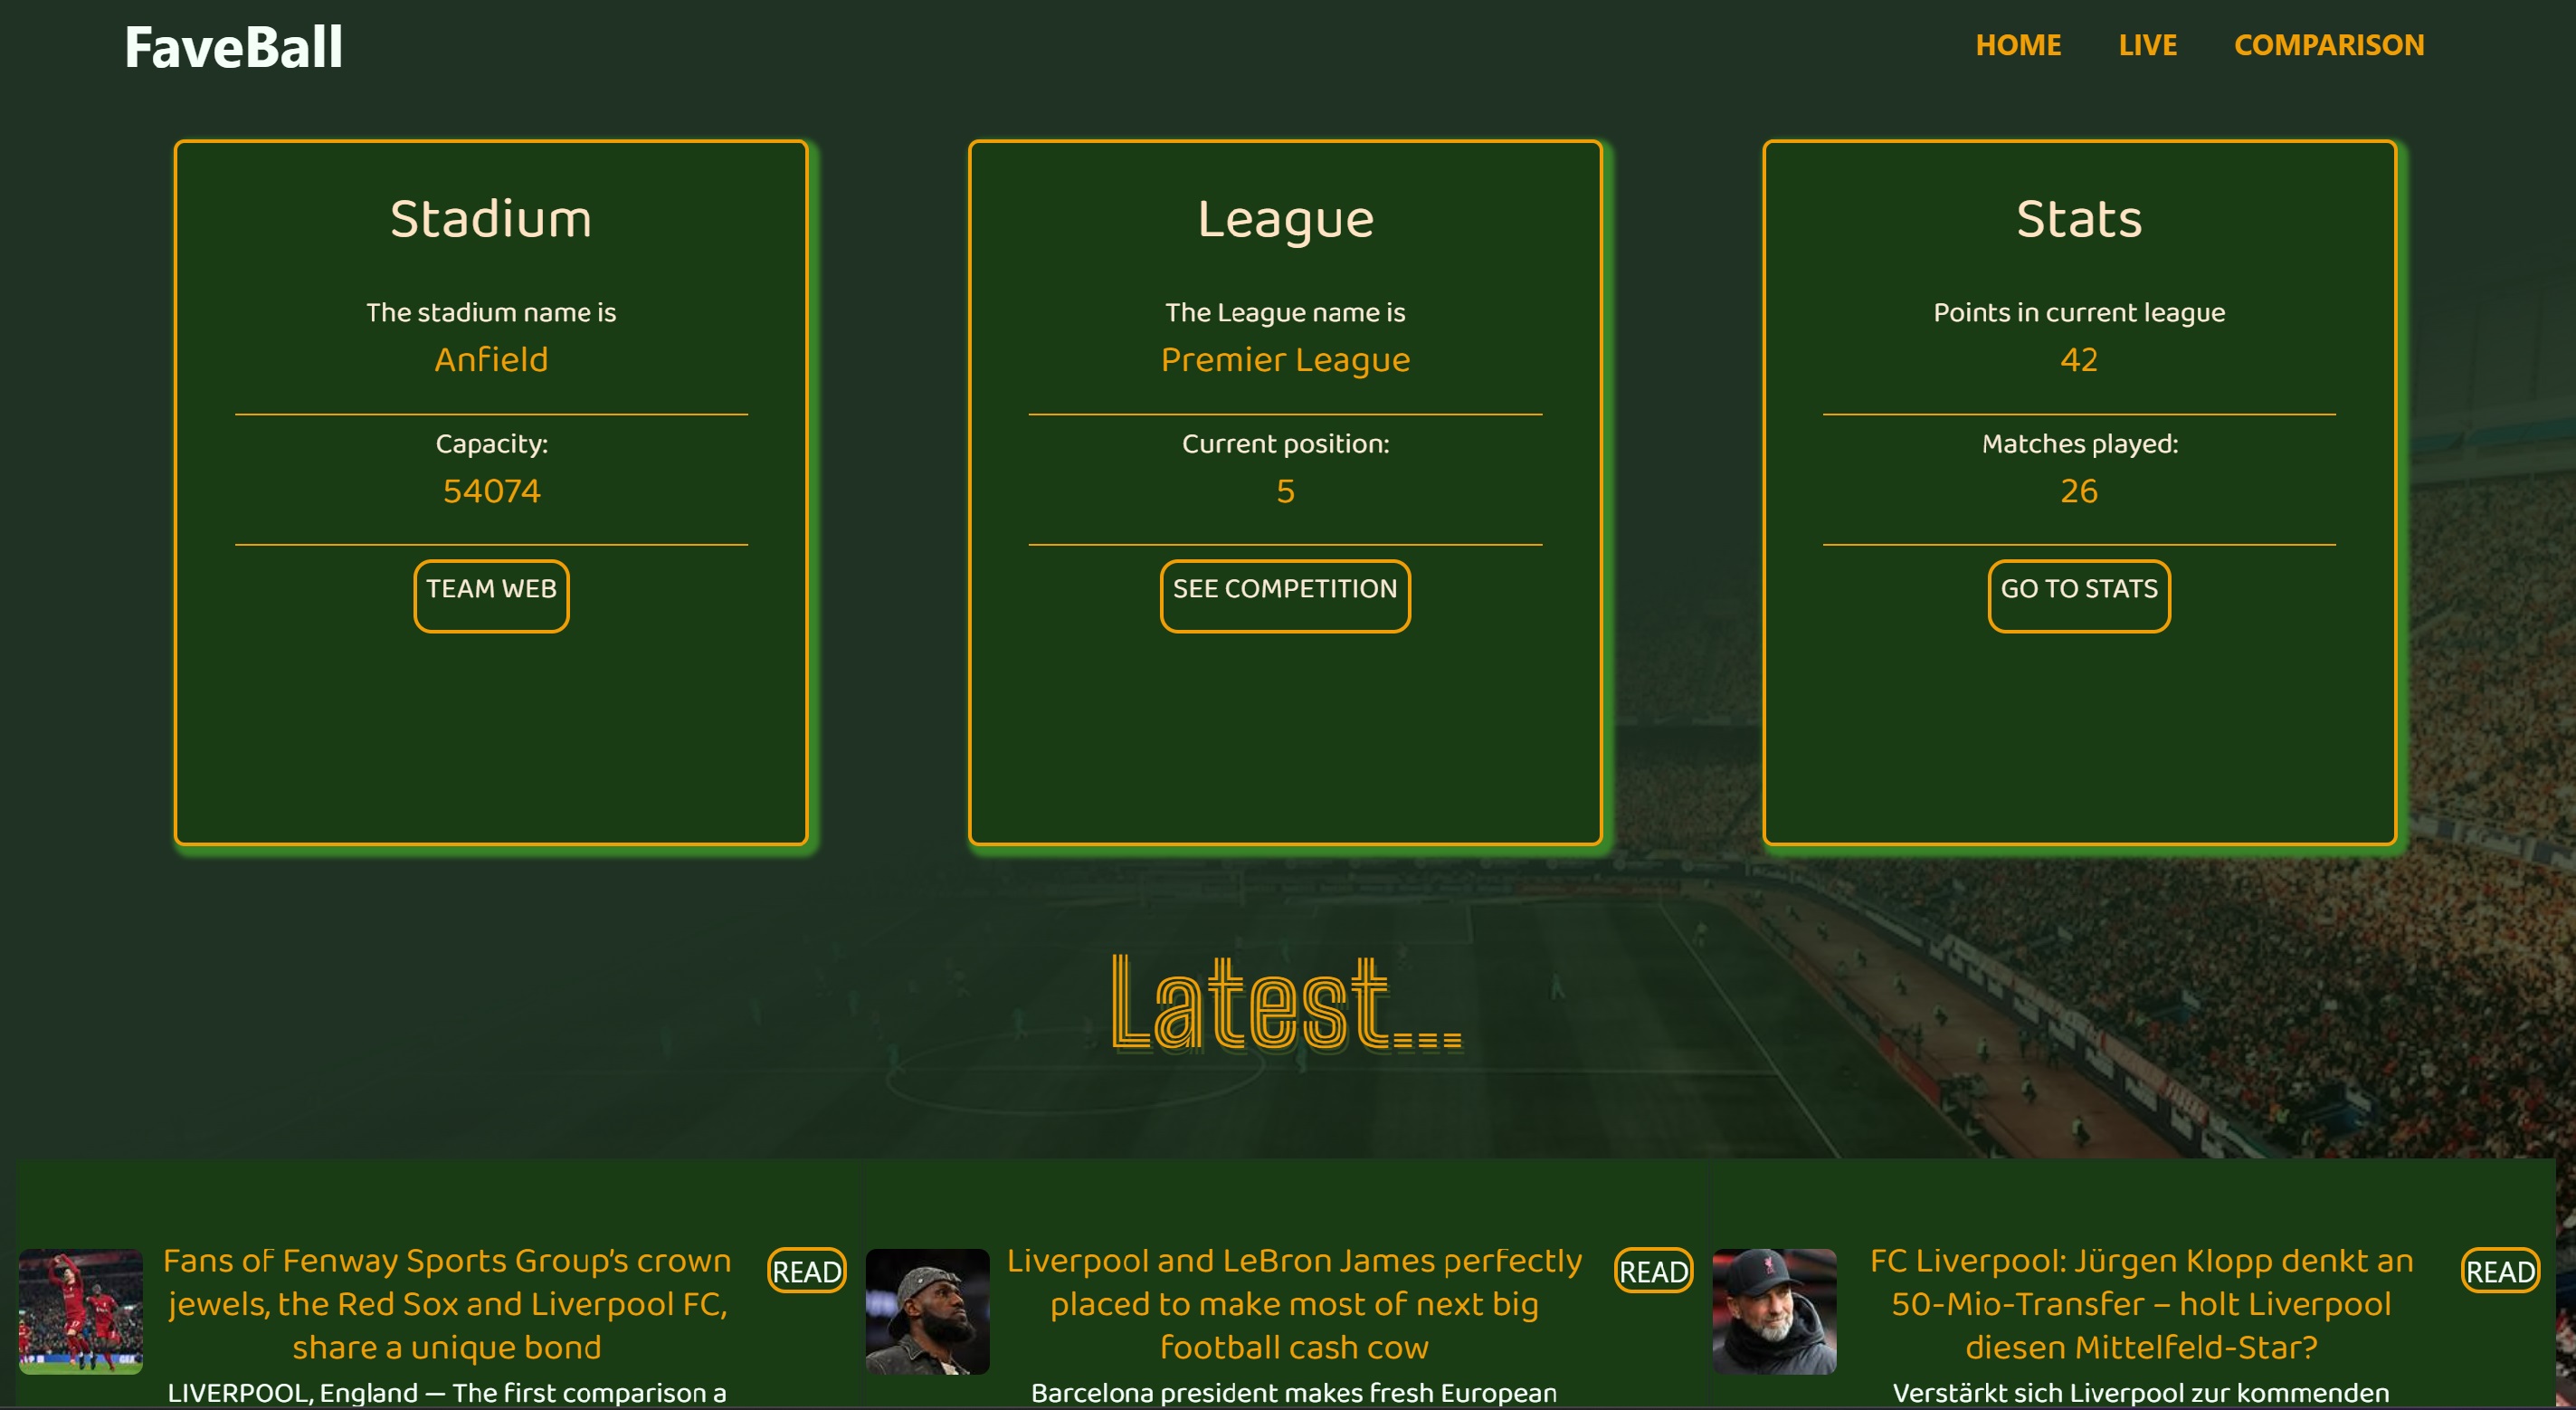 FaveBall
HOME LIVE COMPARISON
Stadium
The stadium name is
Anfield
Capacity:
54074
TEAM WEB
League
The League name is
Premier League
Current position:
5
SEE COMPETITION
Stats
Points in current league
42
Matches played:
26
GO TO STATS
Latest...
Fans of Fenway Sports Group's crown
jewels, the Red Sox and Liverpool FC,
share a unique bond
LIVERPOOL, England — The first comparison a
READ
Liverpool and LeBron James perfectly
placed to make most of next big
football cash cow
Barcelona president makes fresh European
READ
FC Liverpool: Jürgen Klopp denkt an
50-Mio-Transfer – holt Liverpool
diesen Mittelfeld-Star?
Verstärkt sich Liverpool zur kommenden
READ